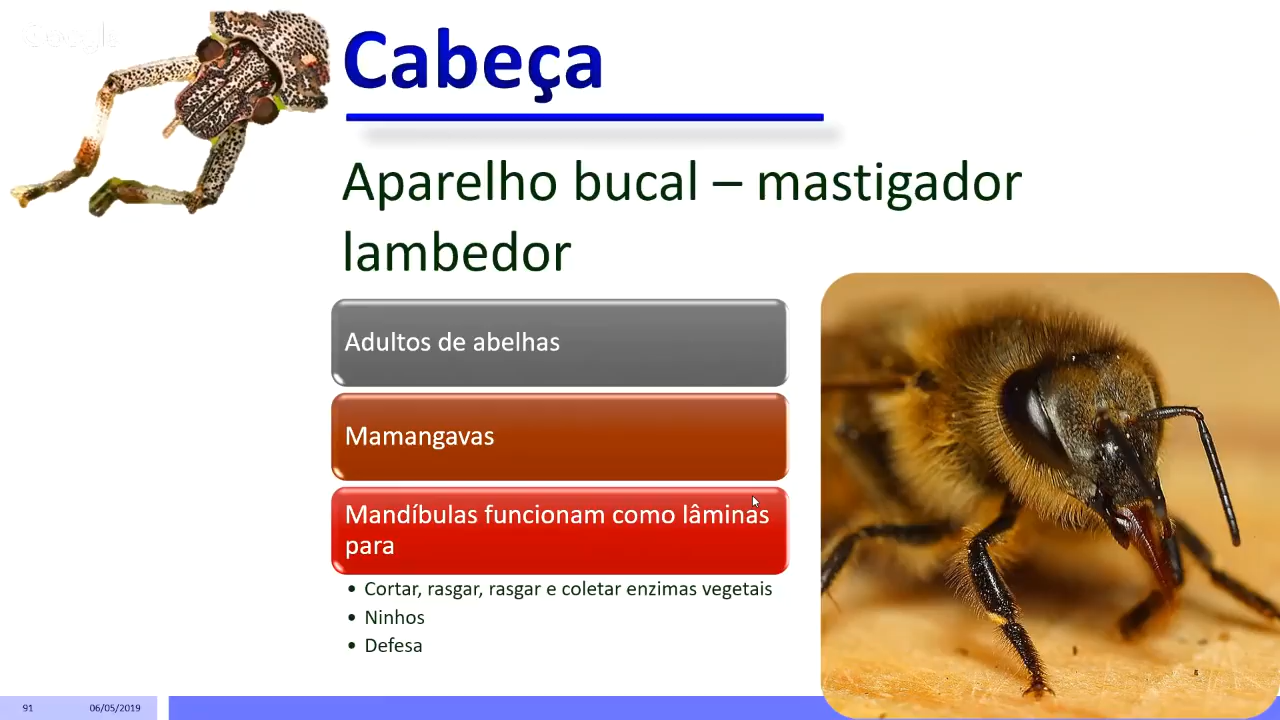 Google
Cabeça
Aparelho bucal – mastigador
lambedor
Adultos de abelhas
Mamangavas
Mandíbulas funcionam como lâminas
para
• Cortar, rasgar, rasgar e coletar enzimas vegetais
• Ninhos
• Defesa
91 06/05/2019